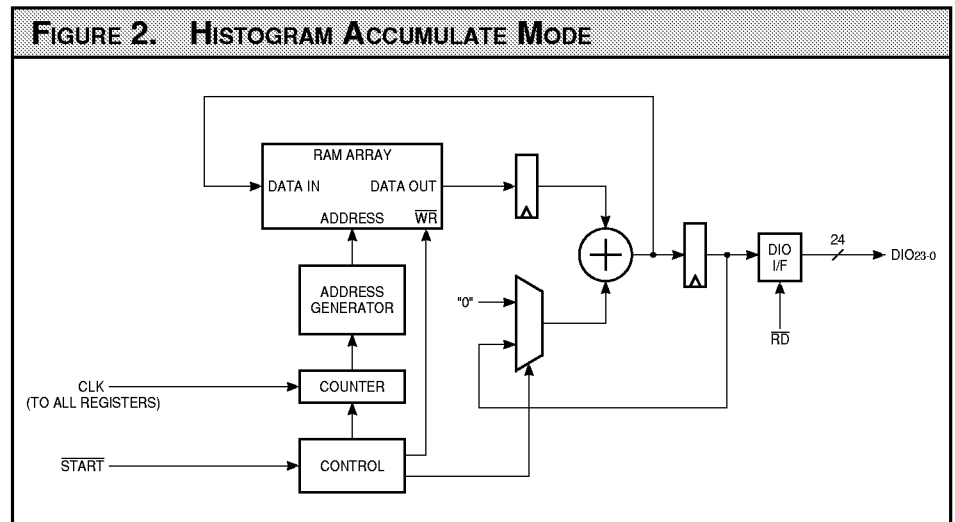 FIGURE 2. HISTOGRAM ACCUMULATE MODE
RAM ARRAY
DATA IN DATA OUT
ADDRESS WR
ADDRESS
GENERATOR
"0"
DIO
I/F
24
DIO23-0
RD
CLK
(TO ALL REGISTERS)
COUNTER
START
CONTROL